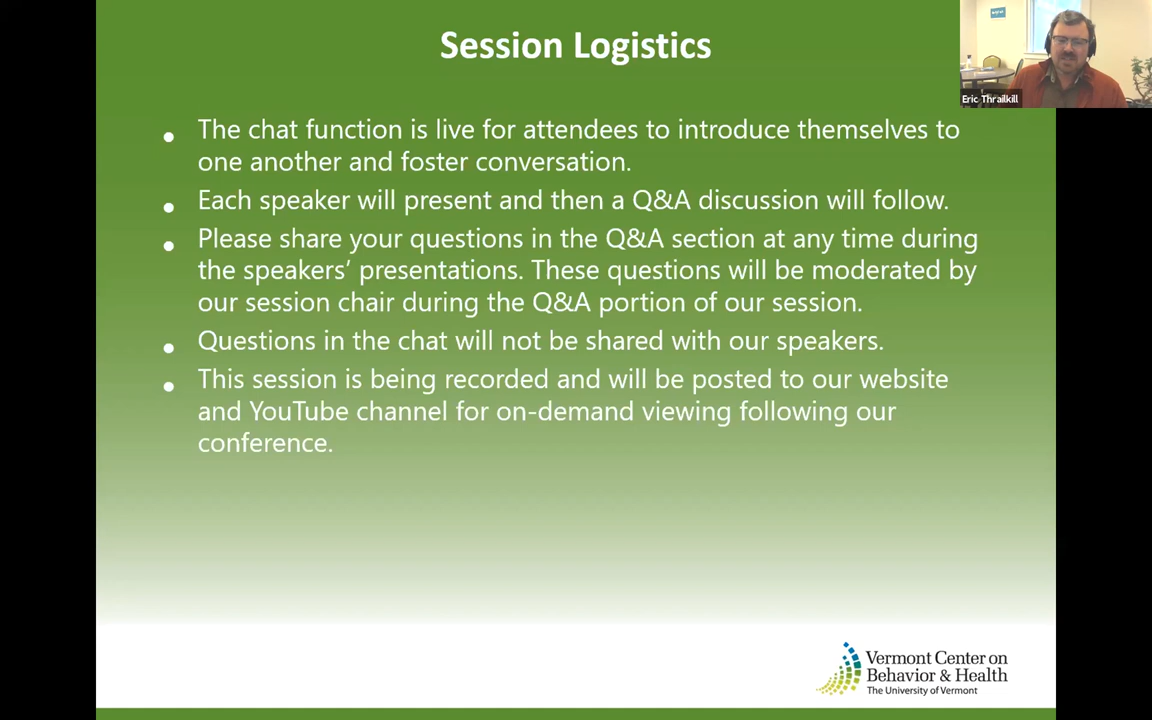 Session Logistics
Eric Thrailkill
• The chat function is live for attendees to introduce themselves to
one another and foster conversation.
• Each speaker will present and then a Q&A discussion will follow.
• Please share your questions in the Q&A section at any time during
the speakers’ presentations. These questions will be moderated by
our session chair during the Q&A portion of our session.
• Questions in the chat will not be shared with our speakers.
• This session is being recorded and will be posted to our website
and YouTube channel for on-demand viewing following our
conference.
Vermont Center on
Behavior & Health
The University of Vermont